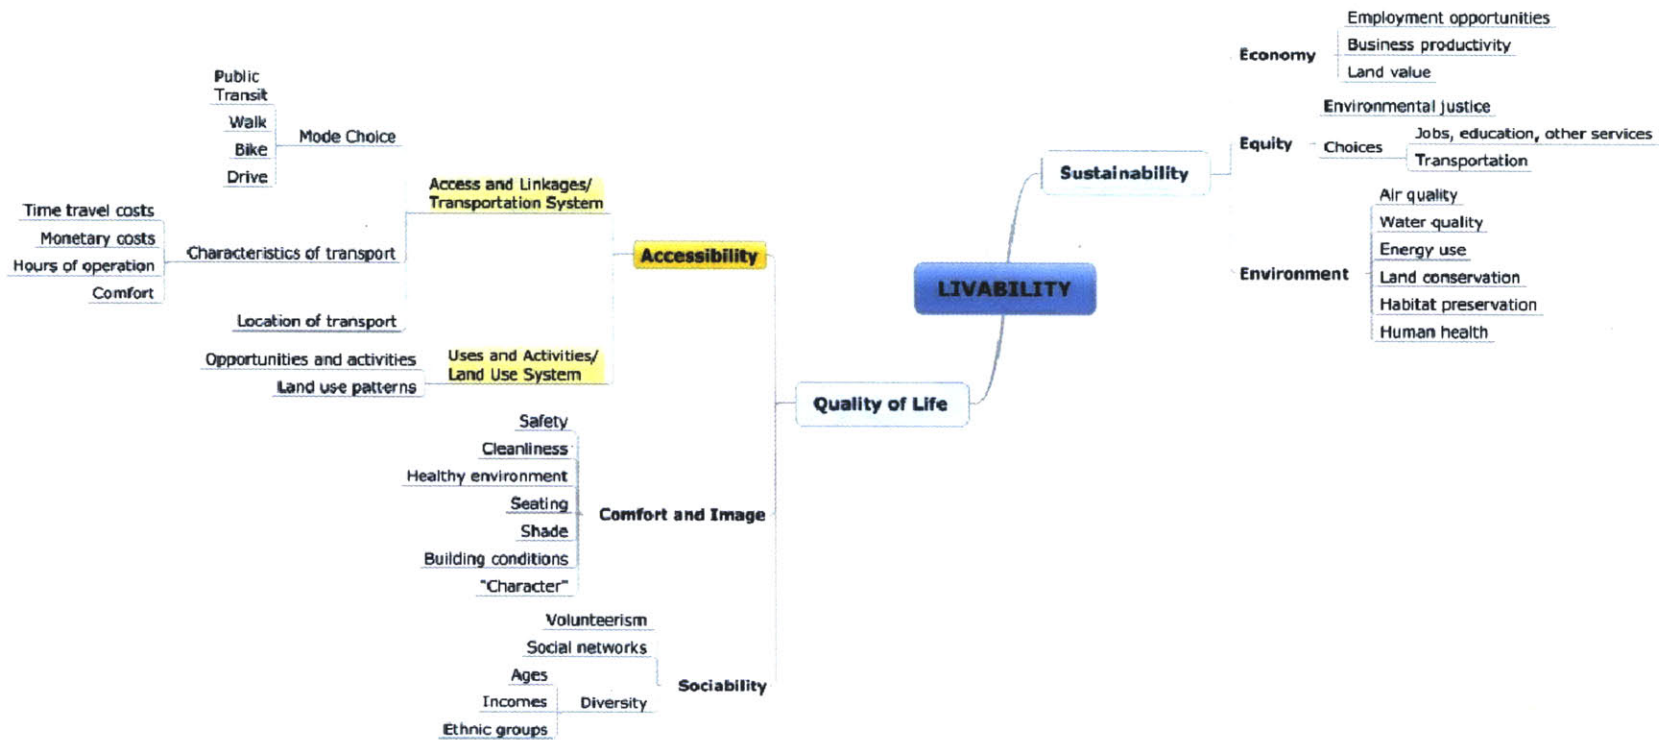 LIVABILITY
Sustainability
Economy
Employment opportunities
Business productivity
Land value
Equity
Environmental justice
Choices
Jobs, education, other services
Transportation
Environment
Air quality
Water quality
Energy use
Land conservation
Habitat preservation
Human health
Quality of Life
Accessibility
Access and Linkages/
Transportation System
Mode Choice
Public
Transit
Walk
Bike
Drive
Characteristics of transport
Time travel costs
Monetary costs
Hours of operation
Comfort
Location of transport
Uses and Activities/
Land Use System
Opportunities and activities
Land use patterns
Comfort and Image
Safety
Cleanliness
Healthy environment
Seating
Shade
Building conditions
"Character"
Sociability
Volunteerism
Social networks
Diversity
Ages
Incomes
Ethnic groups